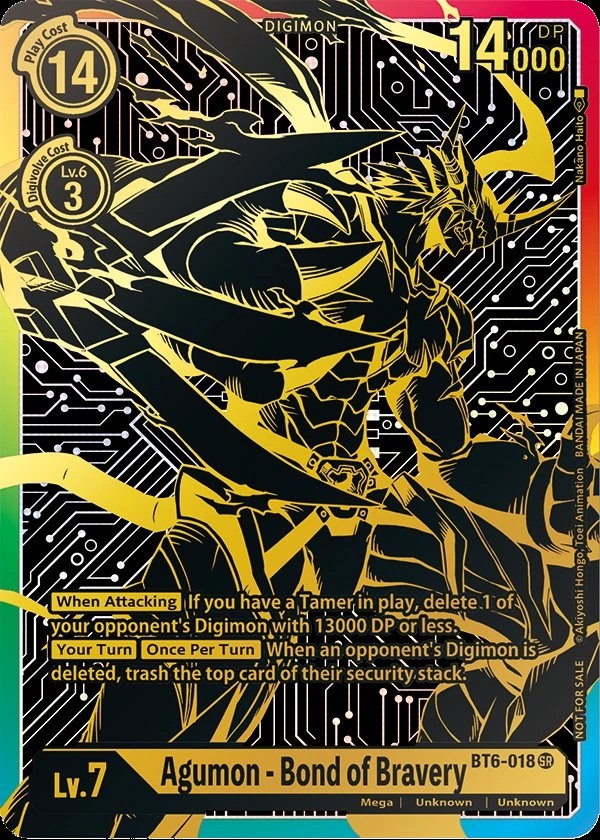 DIGIMON
Play Cost
14
DP
14000
Digivolve Cost
Lv.6
3
Nakano Haito
When Attacking If you have a Tamer in play, delete 1 of
your opponent's Digimon with 13000 DP or less.
Your Turn Once Per Turn When an opponent's Digimon is
deleted, trash the top card of their security stack.
NOT FOR SALE ©Akiyoshi Hongo, Toei Animation BANDAI MADE IN JAPAN
Lv.7
Agumon - Bond of Bravery
BT6-018 SR
Mega | Unknown | Unknown